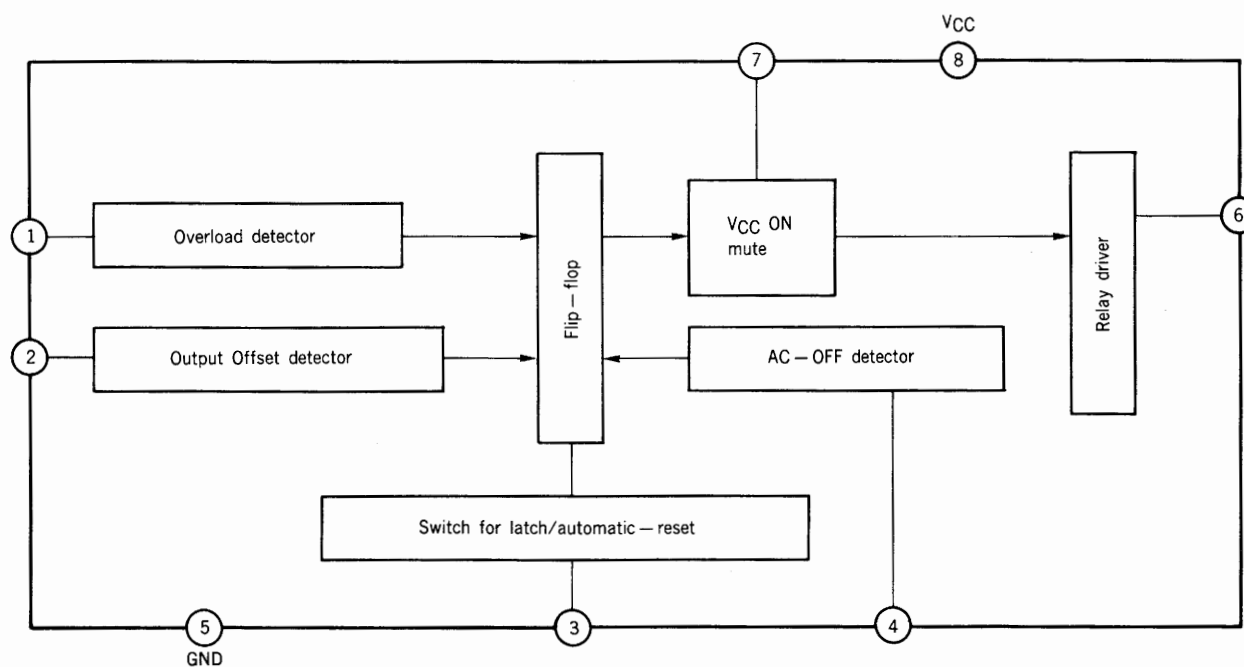 VCC
7
8
1
Overload detector
Flip–flop
VCC ON
mute
Relay driver
6
2
Output Offset detector
AC–OFF detector
Switch for latch/automatic–reset
5
GND
3
4